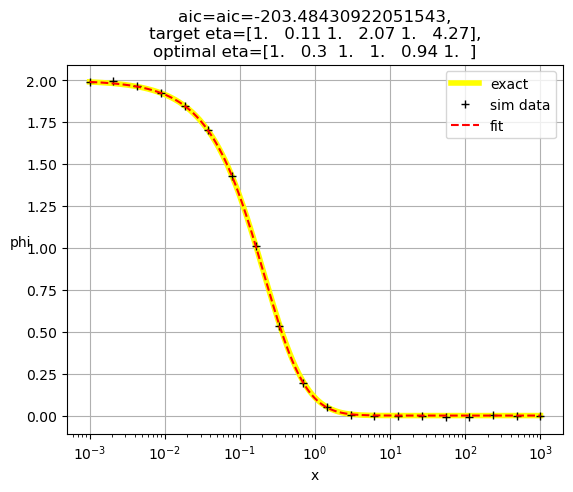 aic=aic=-203.48430922051543,
target eta=[1.   0.11 1.   2.07 1.   4.27],
optimal eta=[1.   0.3  1.   1.   0.94 1.  ]
2.00
1.75
1.50
1.25
1.00
0.75
0.50
0.25
0.00
phi
exact
sim data
fit
10⁻³
10⁻²
10⁻¹
10⁰
10¹
10²
10³
x